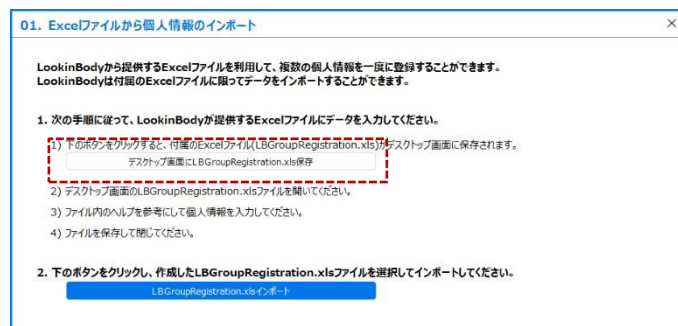 01. Excelファイルから個人情報のインポート
LookinBodyから提供するExcelファイルを利用して、複数の個人情報を一度に登録することができます。
LookinBodyは付属のExcelファイルに限ってデータをインポートすることができます。
1. 次の手順に従って、LookinBodyが提供するExcelファイルにデータを入力してください。
1) 下のボタンをクリックすると、付属のExcelファイル(LBGroupRegistration.xls)がデスクトップ画面に保存されます。
デスクトップ画面にLBGroupRegistration.xls保存
2) デスクトップ画面のLBGroupRegistration.xlsファイルを開いてください。
3) ファイル内のヘルプを参考にして個人情報を入力してください。
4) ファイルを保存して閉じてください。
2. 下のボタンをクリックし、作成したLBGroupRegistration.xlsファイルを選択してインポートしてください。
LBGroupRegistration.xlsインポート